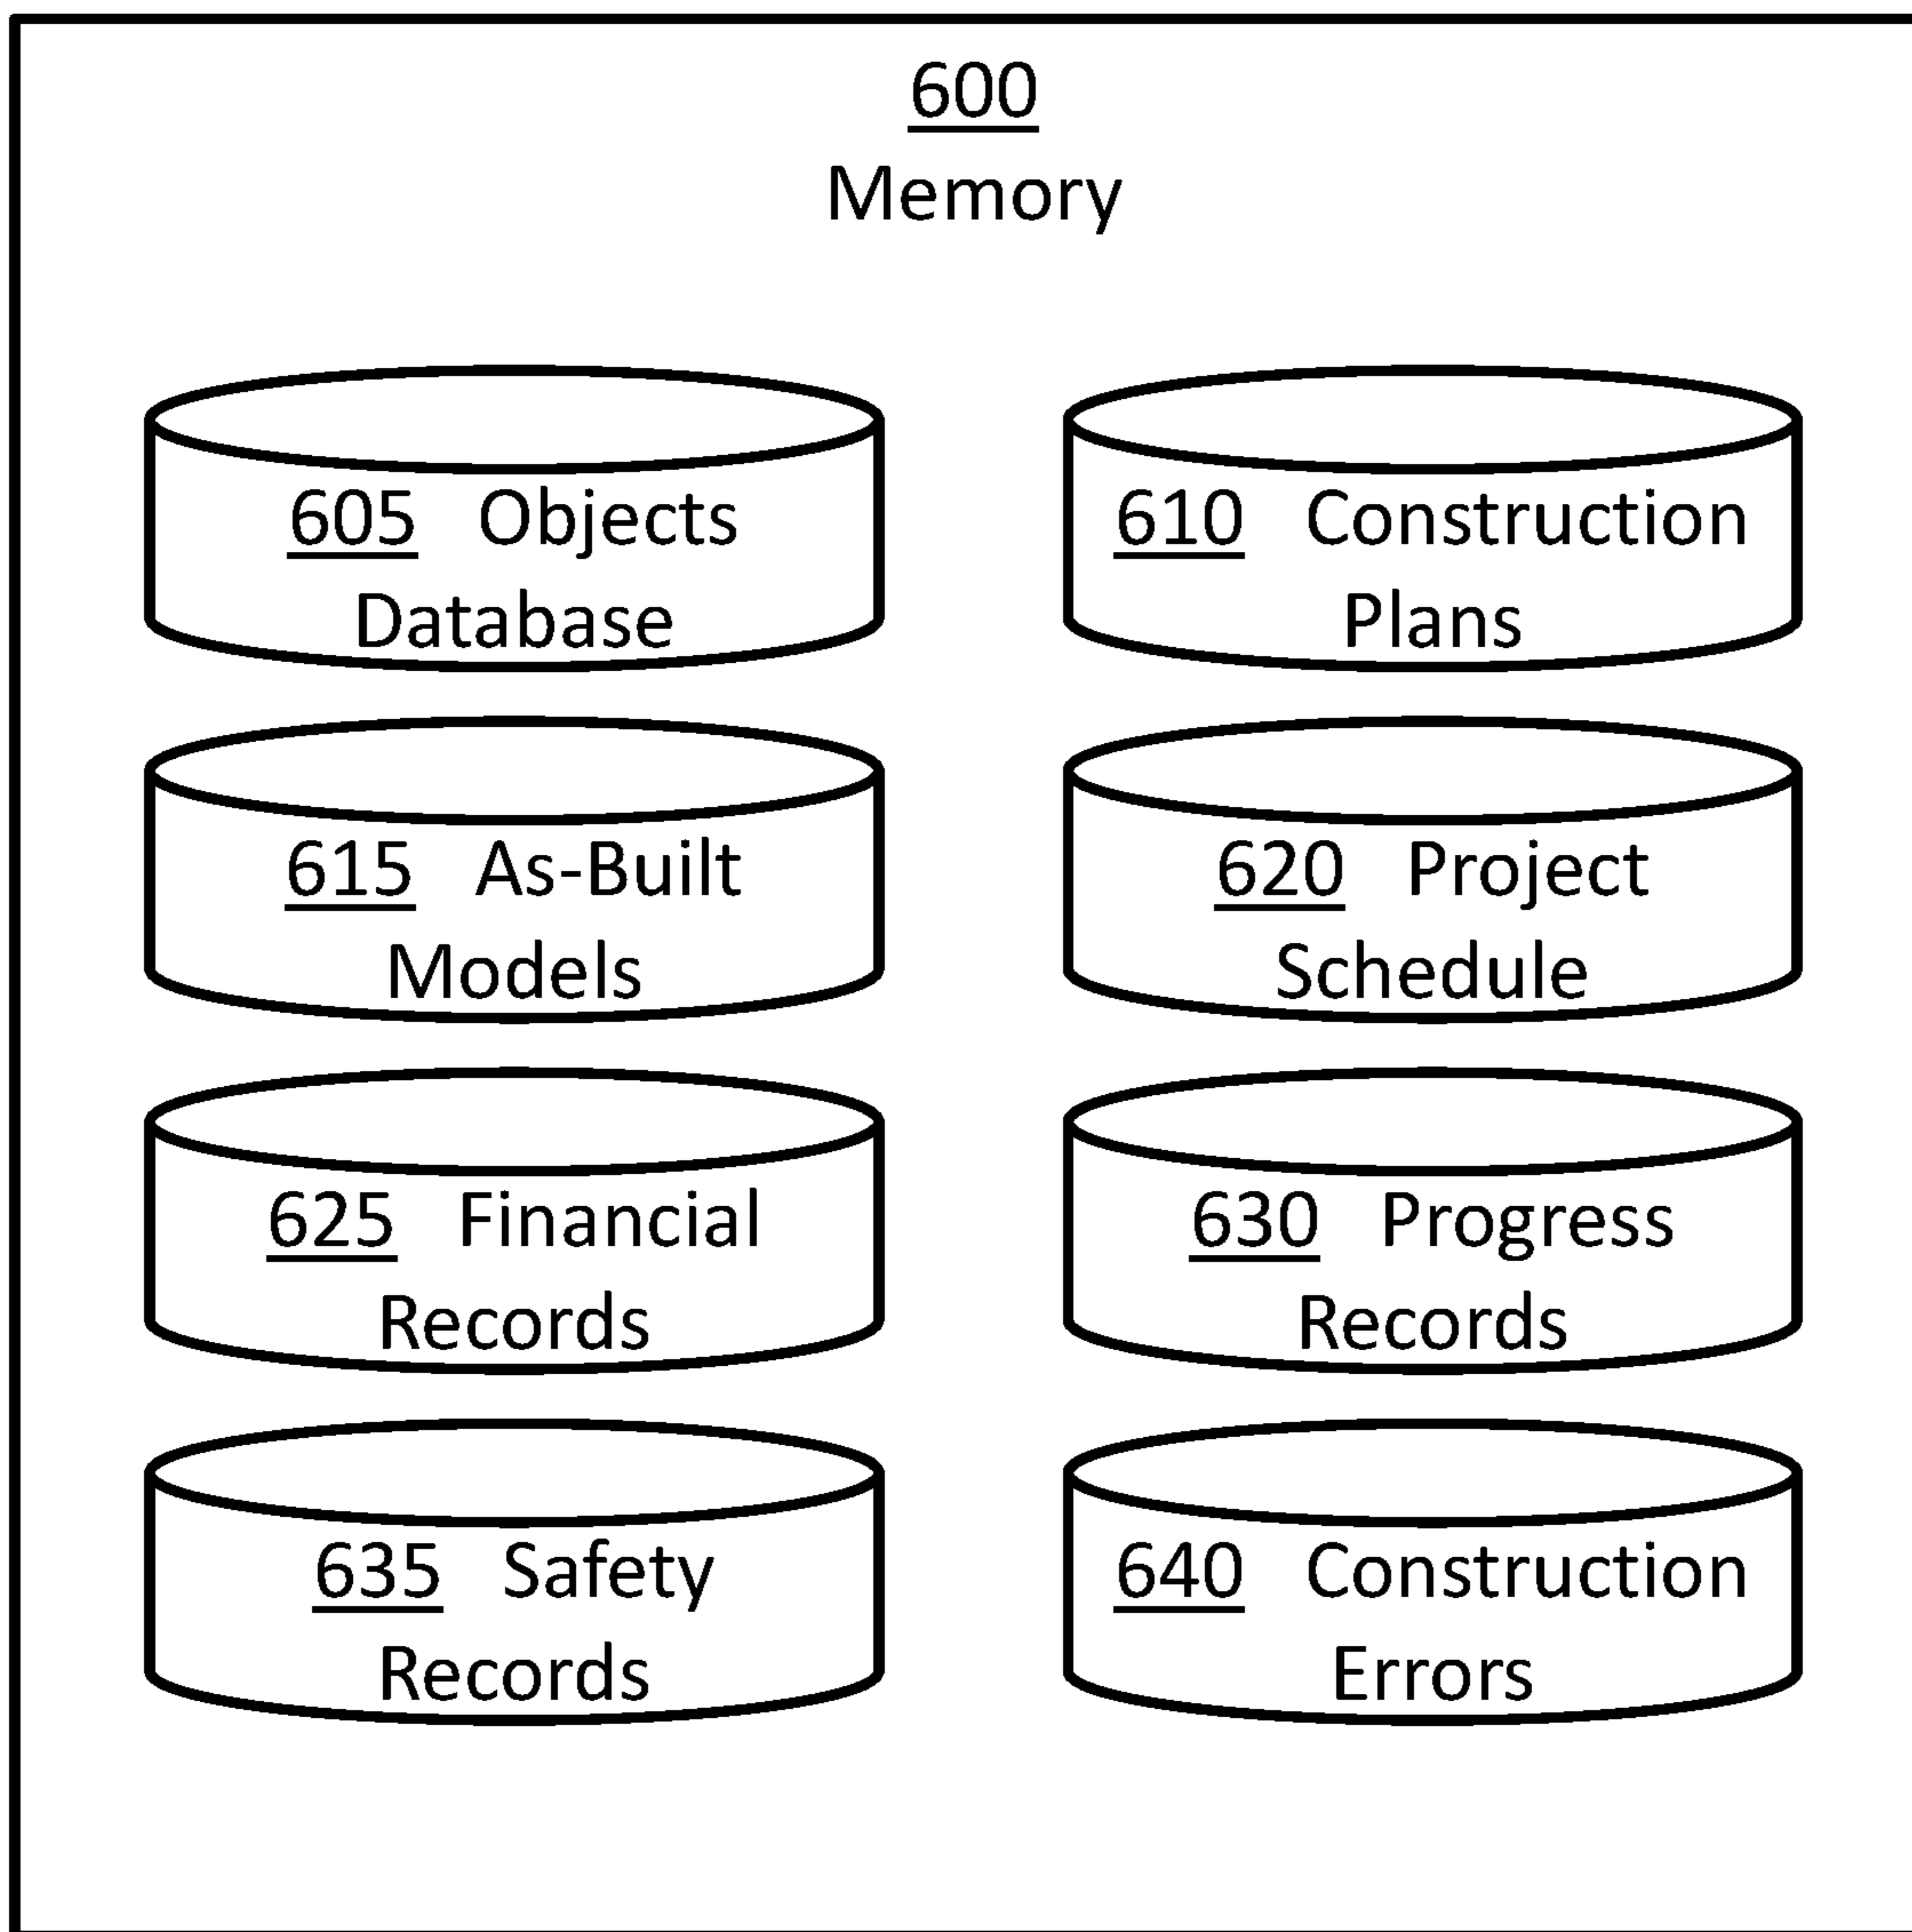 600
Memory
605 Objects
Database
610 Construction
Plans
615 As-Built
Models
620 Project
Schedule
625 Financial
Records
630 Progress
Records
635 Safety
Records
640 Construction
Errors